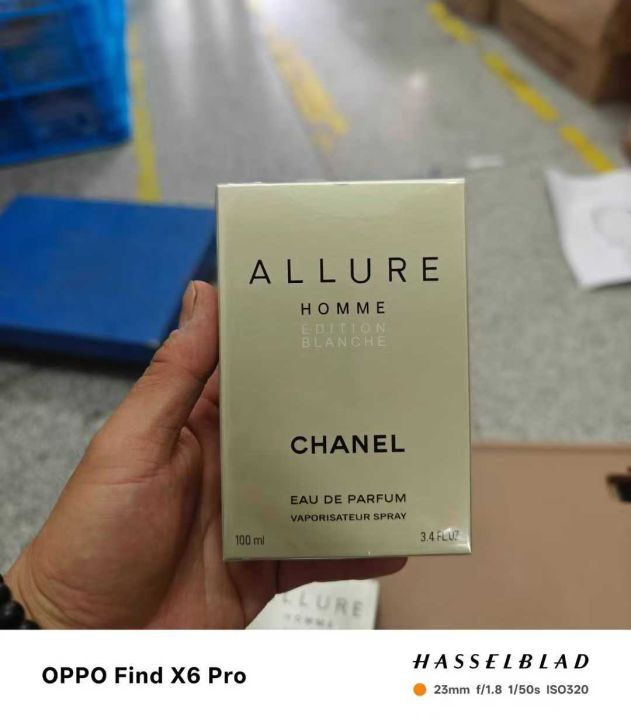 ALLURE
HOMME
EDITION
BLANCHE
CHANEL
EAU DE PARFUM
VAPORISATEUR SPRAY
100 ml
3.4 FL OZ
LLURE
HOMME
OPPO Find X6 Pro
HASSELBLAD
23mm f/1.8 1/50s ISO320